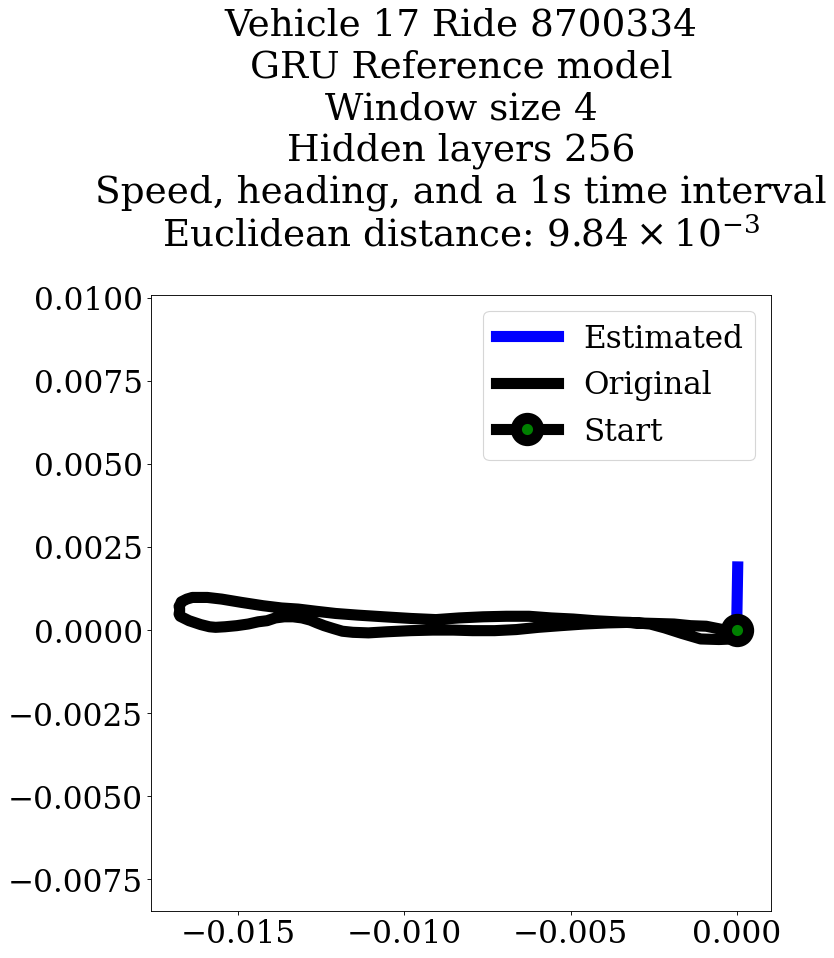 Vehicle 17 Ride 8700334
GRU Reference model
Window size 4
Hidden layers 256
Speed, heading, and a 1s time interval
Euclidean distance: 9.84 × 10⁻³
0.0100
0.0075
0.0050
0.0025
0.0000
−0.0025
−0.0050
−0.0075
Estimated
Original
Start
−0.015
−0.010
−0.005
0.000